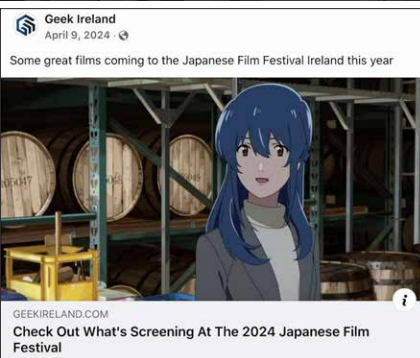 Geek Ireland
April 9, 2024 ·
Some great films coming to the Japanese Film Festival Ireland this year
i
GEEKIRELAND.COM
Check Out What's Screening At The 2024 Japanese Film
Festival